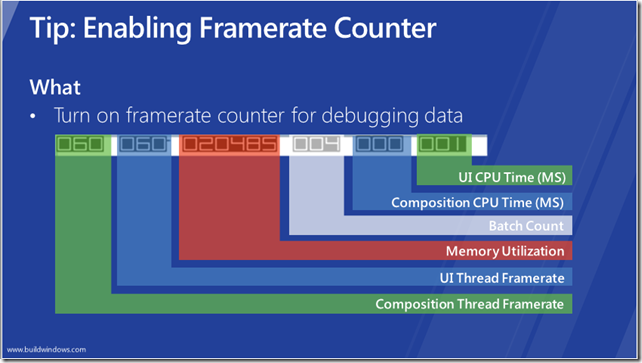 Tip: Enabling Framerate Counter
What
• Turn on framerate counter for debugging data
060 060 020485 004 000 001
UI CPU Time (MS)
Composition CPU Time (MS)
Batch Count
Memory Utilization
UI Thread Framerate
Composition Thread Framerate
www.buildwindows.com